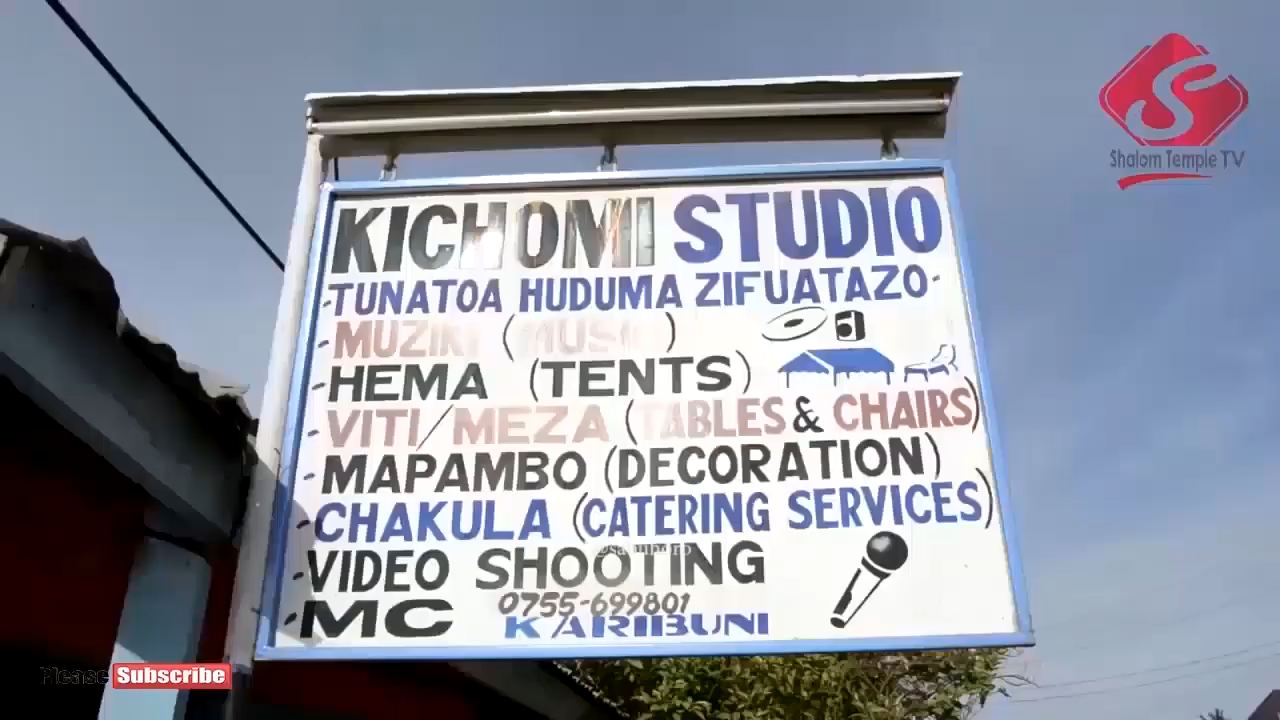 KICHOMI STUDIO
-TUNATOA HUDUMA ZIFUATAZO-
-MUZIKI (MUSIC)
-HEMA (TENTS)
-VITI/MEZA (TABLES & CHAIRS)
-MAPAMBO (DECORATION)
-CHAKULA (CATERING SERVICES)
-VIDEO SHOOTING
-MC 0755-699801
KARIBUNI
Shalom Temple TV
Please Subscribe